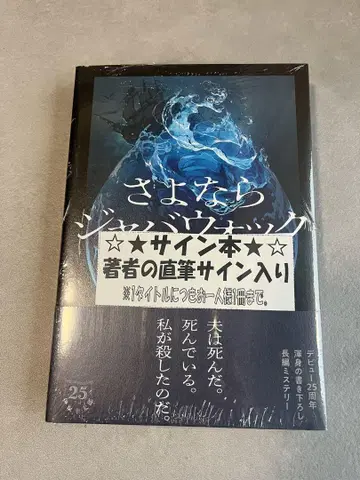 さよなら
ジャバウォック
☆★サイン本★☆
著者の直筆サイン入り
※1タイトルにつきお一人様1冊まで。
夫は死んだ。
死んでいる。
私が殺したのだ。
デビュー25周年
渾身の書き下ろし
長編ミステリー
25